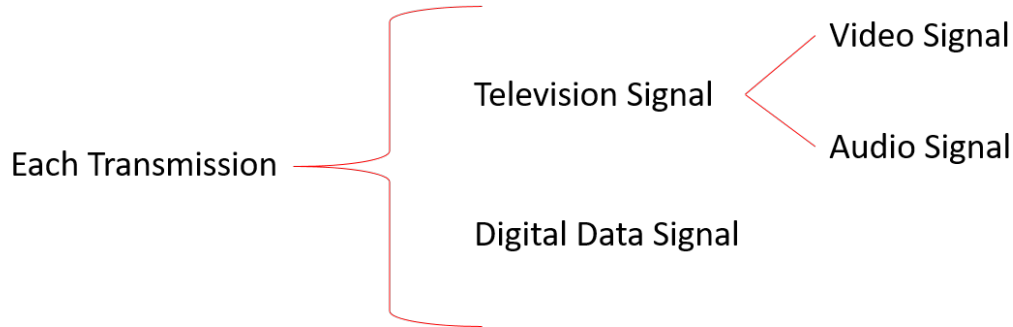 Each Transmission
Television Signal
Video Signal
Audio Signal
Digital Data Signal